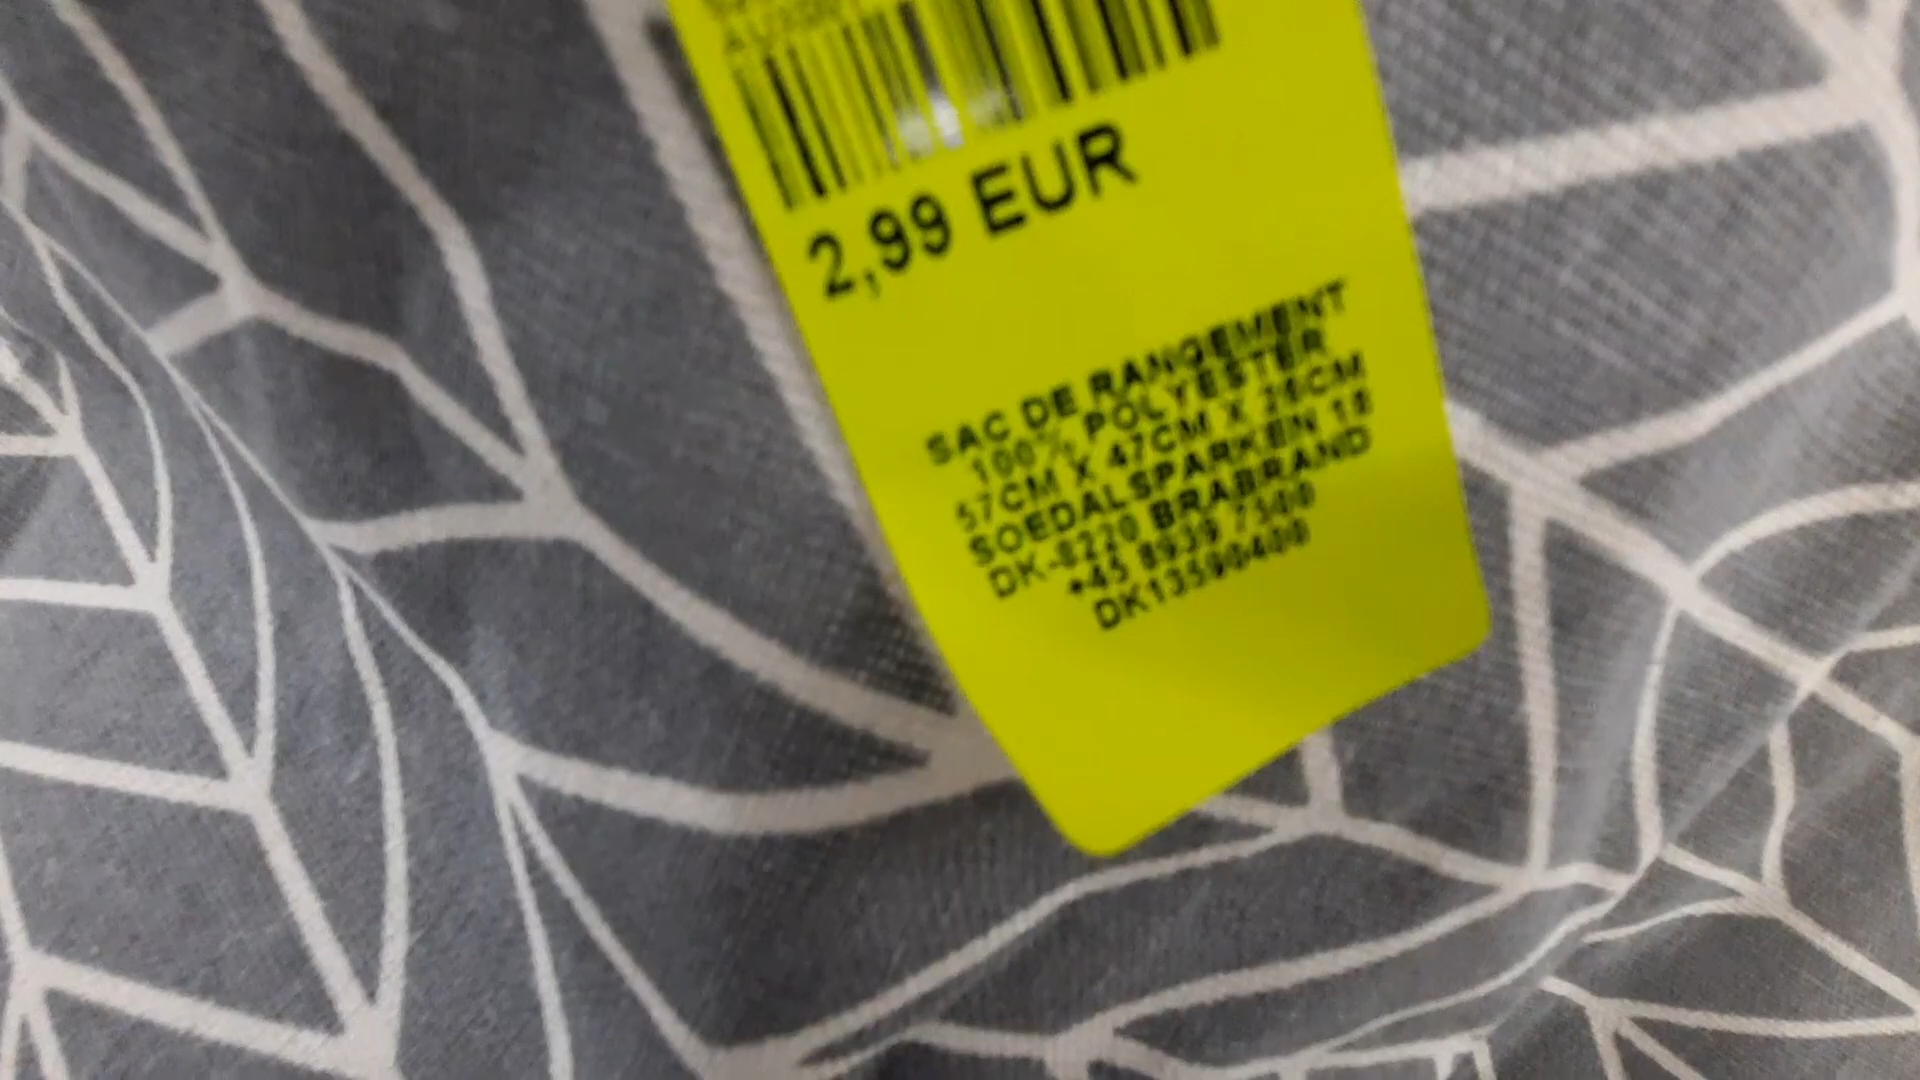 2,99 EUR
SAC DE RANGEMENT
100% POLYESTER
57CM X 47CM X 28CM
SOEDALSPARKEN 18
DK-8220 BRABRAND
+45 8939 7500
DK13590400